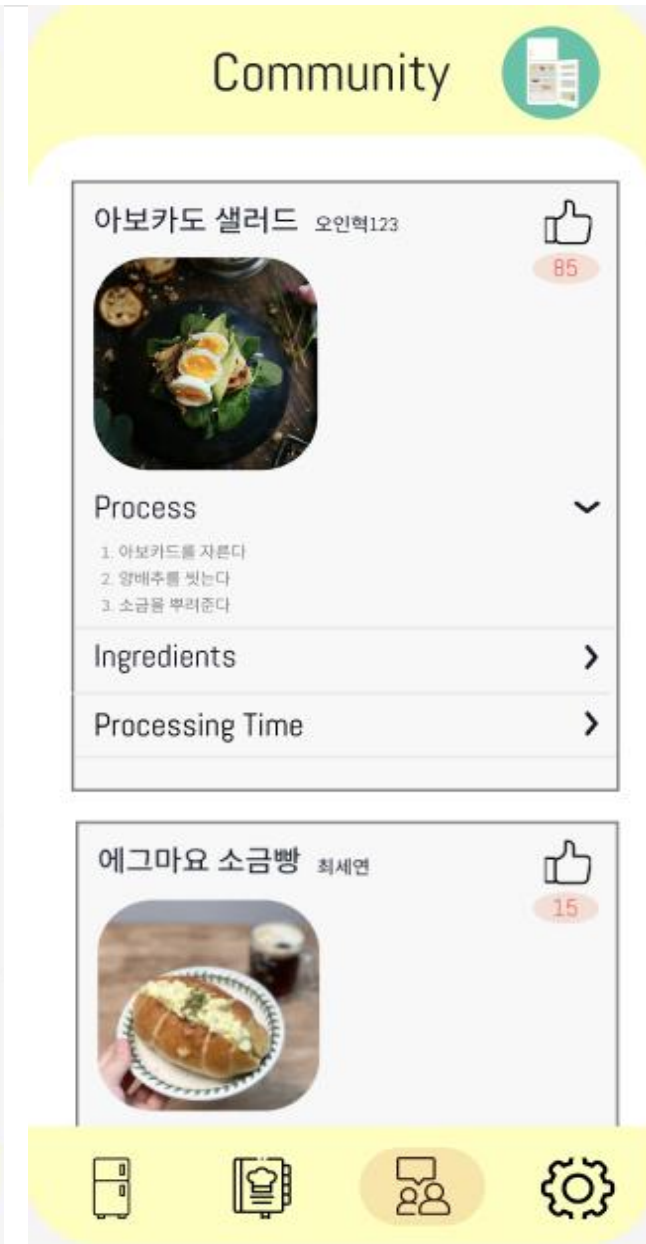 Community
아보카도 샐러드 오인혁123
85
Process
1. 아보카드를 자른다
2. 양배추를 씻는다
3. 소금을 뿌려준다
Ingredients
Processing Time
에그마요 소금빵 최세연
15